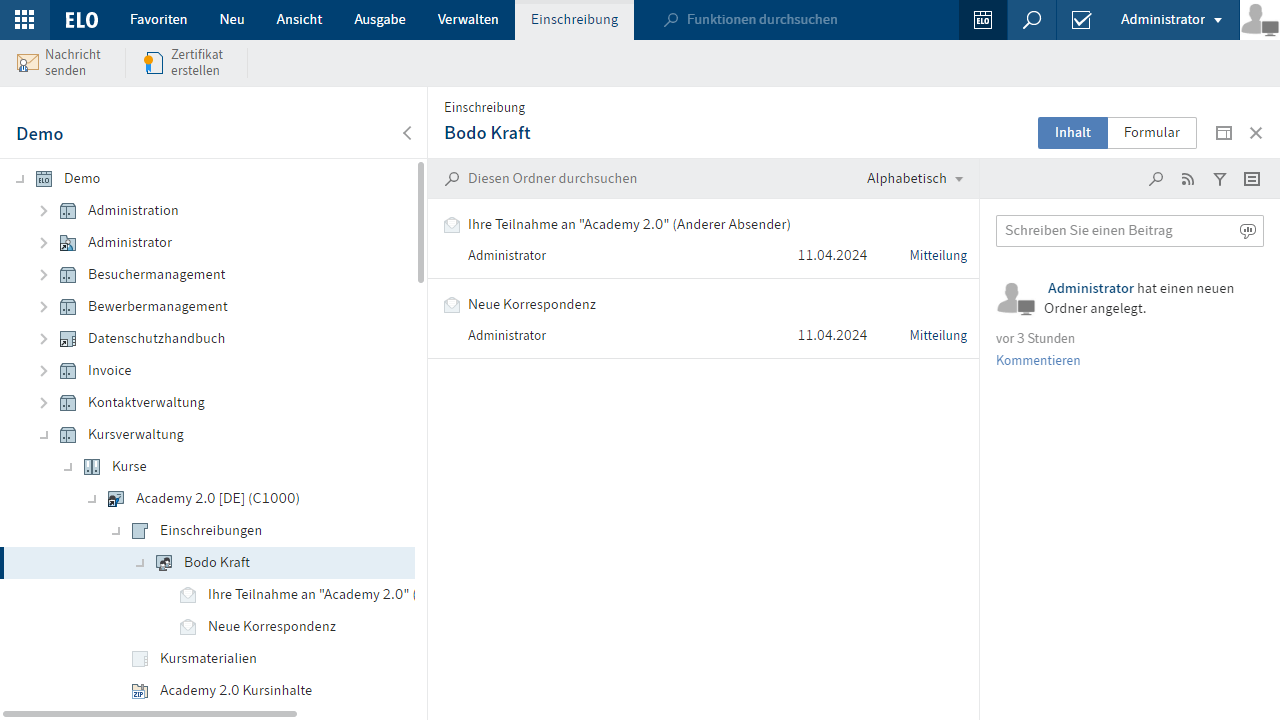 ELO Favoriten Neu Ansicht Ausgabe Verwalten Einschreibung Funktionen durchsuchen ELO Administrator
Nachricht senden
Zertifikat erstellen
Demo
Einschreibung
Bodo Kraft
Inhalt Formular
ELO Demo
Administration
Administrator
Besuchermanagement
Bewerbermanagement
Datenschutzhandbuch
Invoice
Kontaktverwaltung
Kursverwaltung
Kurse
Academy 2.0 [DE] (C1000)
Einschreibungen
Bodo Kraft
Ihre Teilnahme an "Academy 2.0" (
Neue Korrespondenz
Kursmaterialien
ZIP Academy 2.0 Kursinhalte
Diesen Ordner durchsuchen Alphabetisch
Ihre Teilnahme an "Academy 2.0" (Anderer Absender)
Administrator 11.04.2024 Mitteilung
Neue Korrespondenz
Administrator 11.04.2024 Mitteilung
Schreiben Sie einen Beitrag
Administrator hat einen neuen
Ordner angelegt.
vor 3 Stunden
Kommentieren